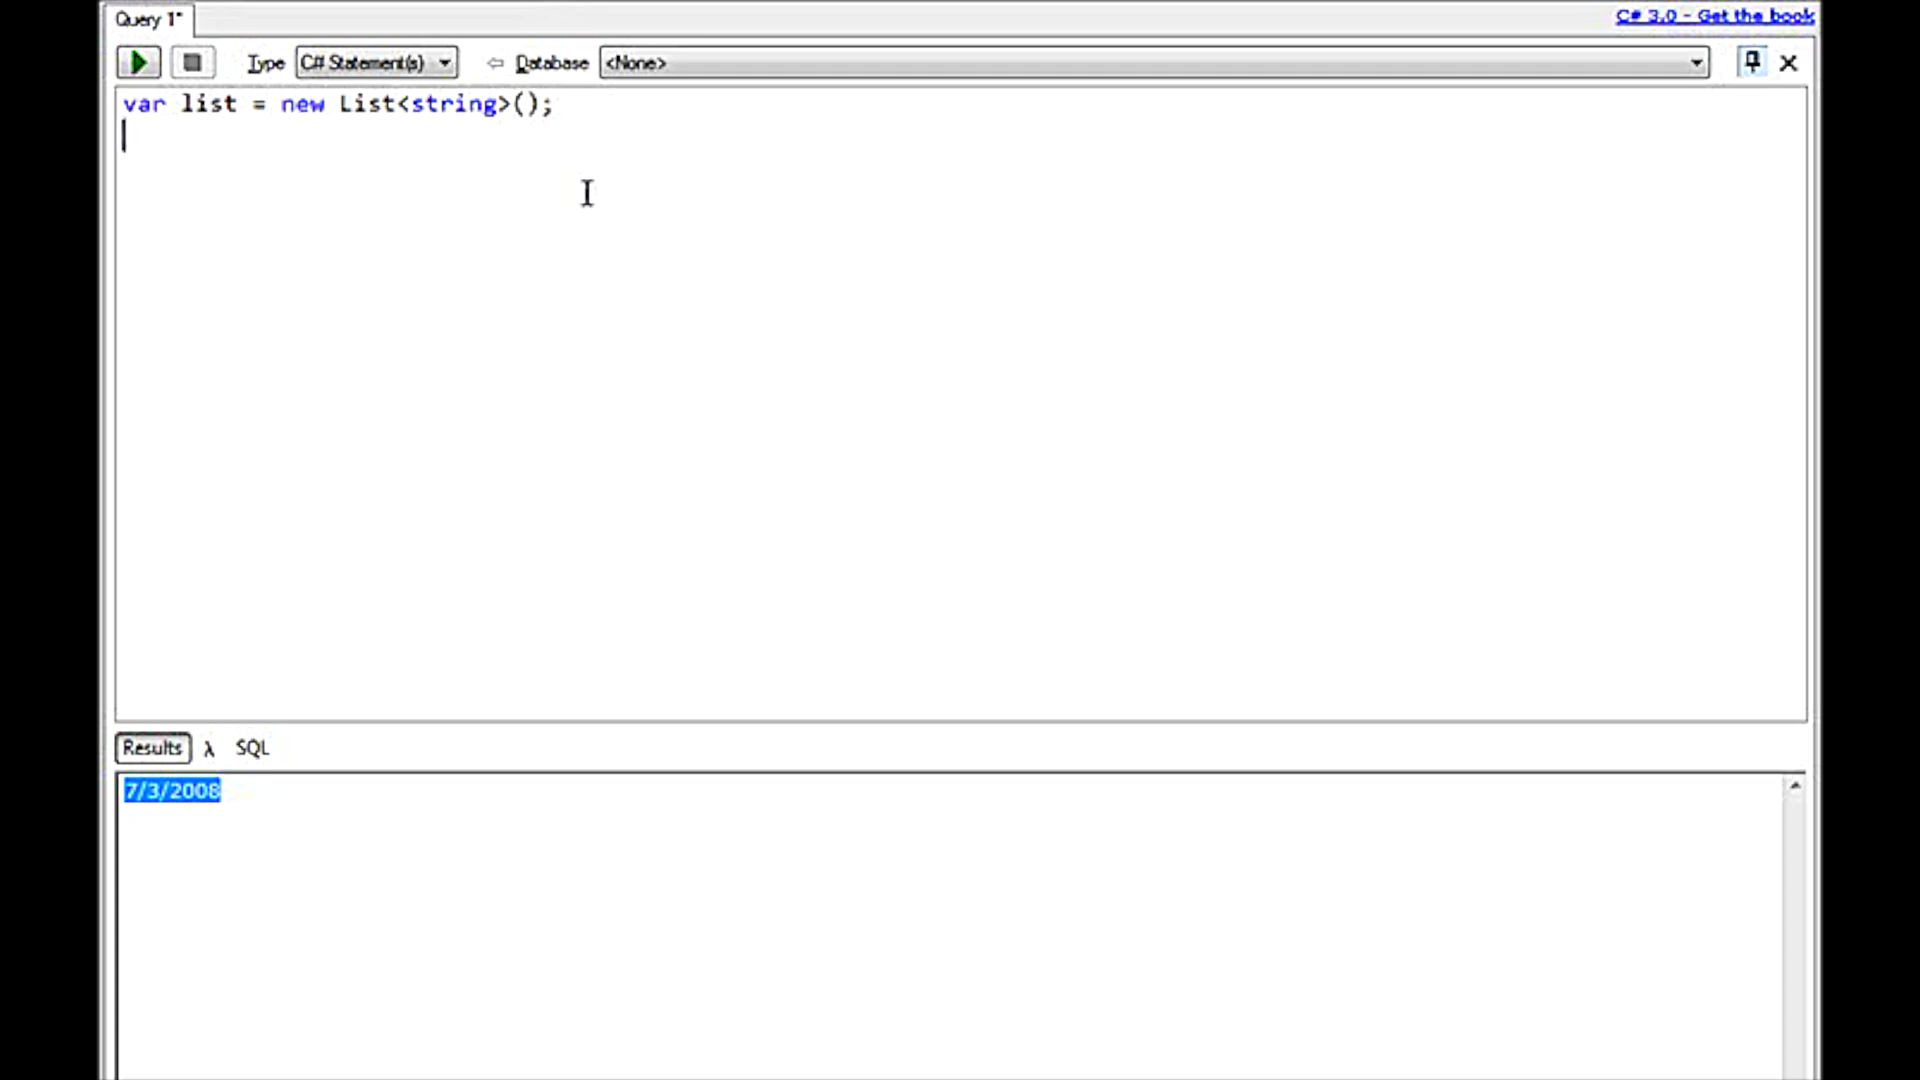 Query 1*
C# 3.0 - Get the book
Type C# Statement(s) Database <None>
var list = new List<string>();
Results λ SQL
7/3/2008